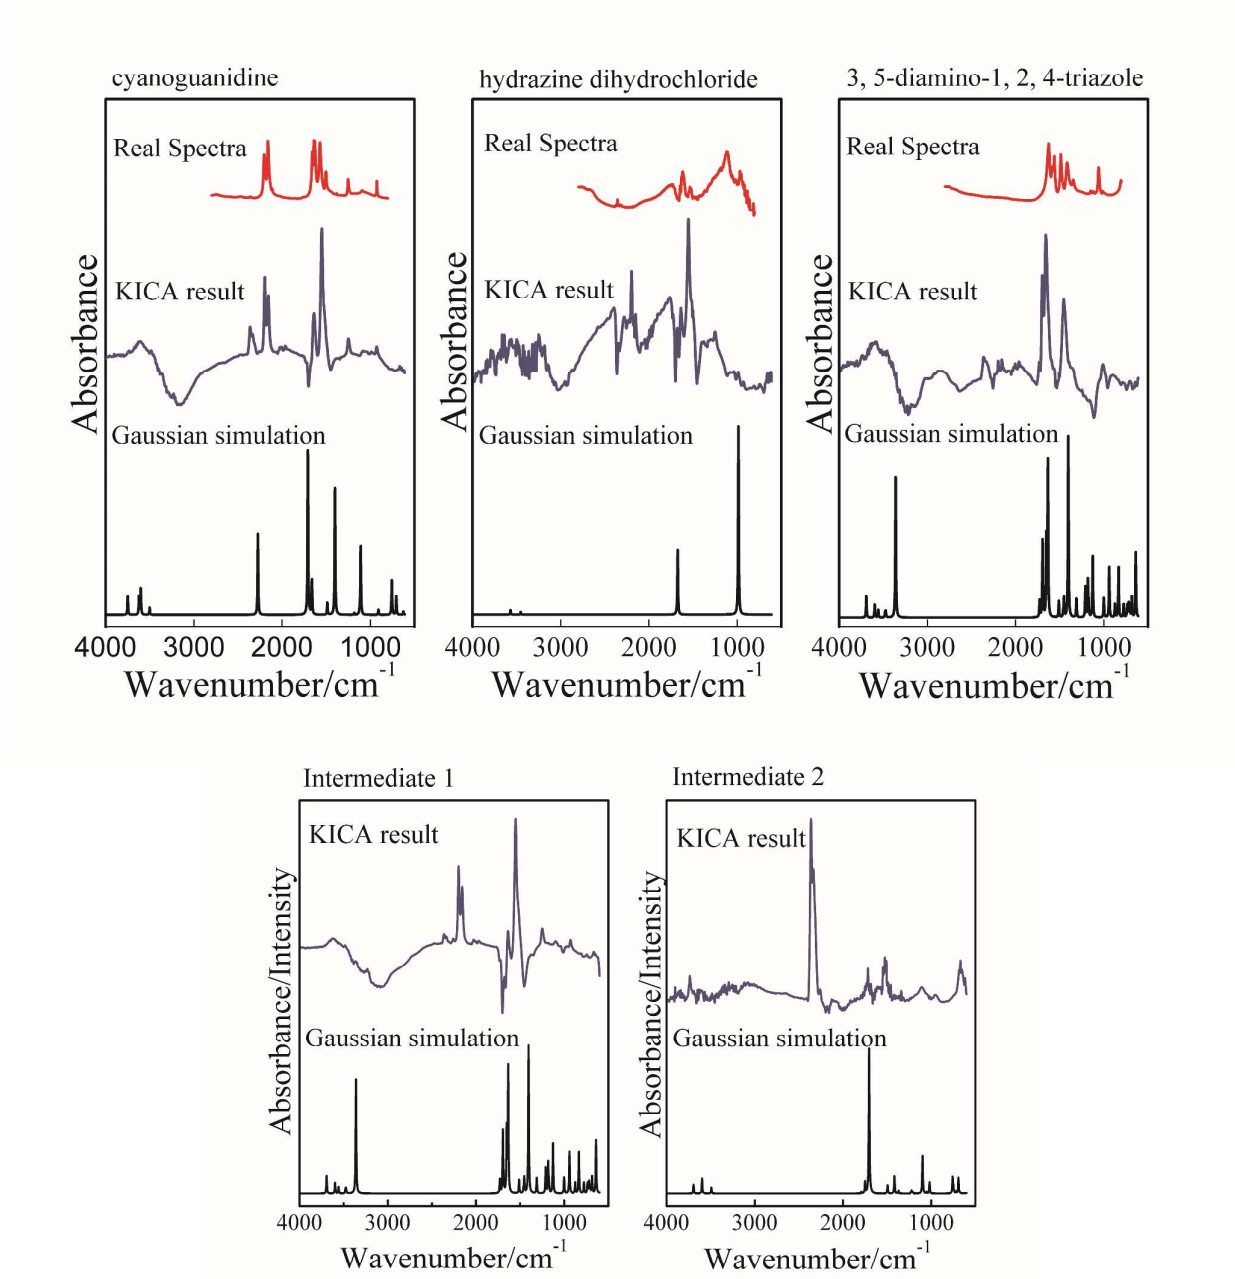 cyanoguanidine
hydrazine dihydrochloride
3, 5-diamino-1, 2, 4-triazole
Real Spectra
Real Spectra
Real Spectra
KICA result
KICA result
KICA result
Absorbance
Absorbance
Absorbance
Gaussian simulation
Gaussian simulation
Gaussian simulation
4000 3000 2000 1000
4000 3000 2000 1000
4000 3000 2000 1000
Wavenumber/cm-1
Wavenumber/cm-1
Wavenumber/cm-1
Intermediate 1
Intermediate 2
KICA result
KICA result
Absorbance/Intensity
Absorbance/Intensity
Gaussian simulation
Gaussian simulation
4000 3000 2000 1000
4000 3000 2000 1000
Wavenumber/cm-1
Wavenumber/cm-1